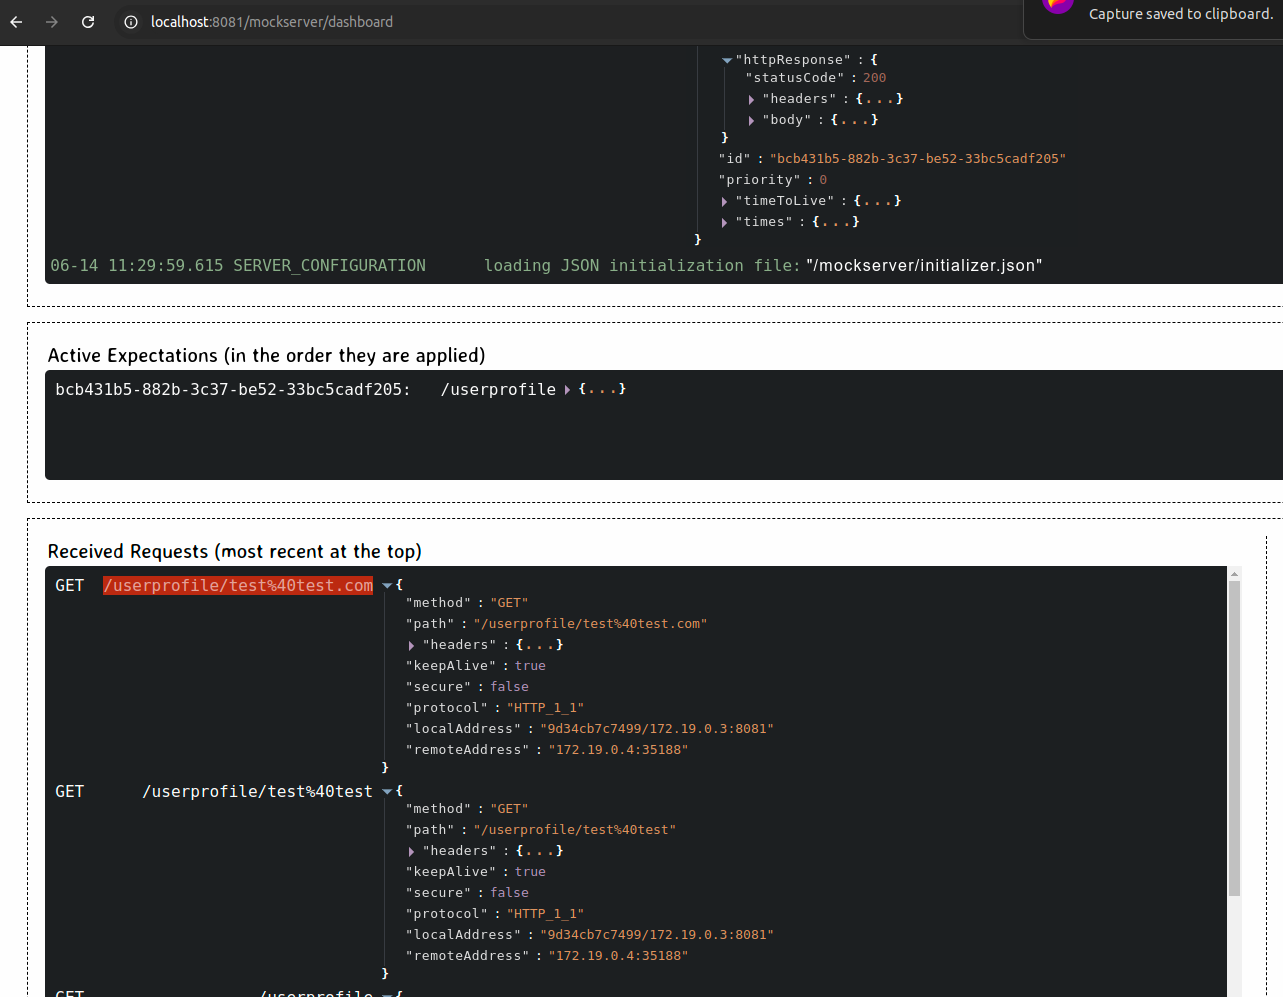 localhost:8081/mockserver/dashboard
Capture saved to clipboard.
"httpResponse" : {
"statusCode" : 200
"headers" : {...}
"body" : {...}
}
"id" : "bcb431b5-882b-3c37-be52-33bc5cadf205"
"priority" : 0
"timeToLive" : {...}
"times" : {...}
}
06-14 11:29:59.615 SERVER_CONFIGURATION loading JSON initialization file: "/mockserver/initializer.json"
Active Expectations (in the order they are applied)
bcb431b5-882b-3c37-be52-33bc5cadf205: /userprofile {...}
Received Requests (most recent at the top)
GET /userprofile/test%40test.com {
"method" : "GET"
"path" : "/userprofile/test%40test.com"
"headers" : {...}
"keepAlive" : true
"secure" : false
"protocol" : "HTTP_1_1"
"localAddress" : "9d34cb7c7499/172.19.0.3:8081"
"remoteAddress" : "172.19.0.4:35188"
}
GET /userprofile/test%40test {
"method" : "GET"
"path" : "/userprofile/test%40test"
"headers" : {...}
"keepAlive" : true
"secure" : false
"protocol" : "HTTP_1_1"
"localAddress" : "9d34cb7c7499/172.19.0.3:8081"
"remoteAddress" : "172.19.0.4:35188"
}
GET /userprofile {